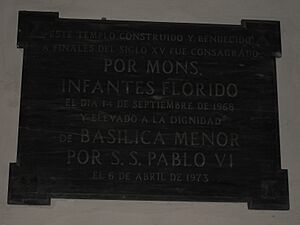 ESTE TEMPLO CONSTRUIDO Y BENDECIDO
A FINALES DEL SIGLO XV FUE CONSAGRADO
POR MONS.
INFANTES FLORIDO
EL DIA 14 DE SEPTIEMBRE DE 1968
Y ELEVADO A LA DIGNIDAD
DE BASILICA MENOR
POR S. S. PABLO VI
EL 6 DE ABRIL DE 1973